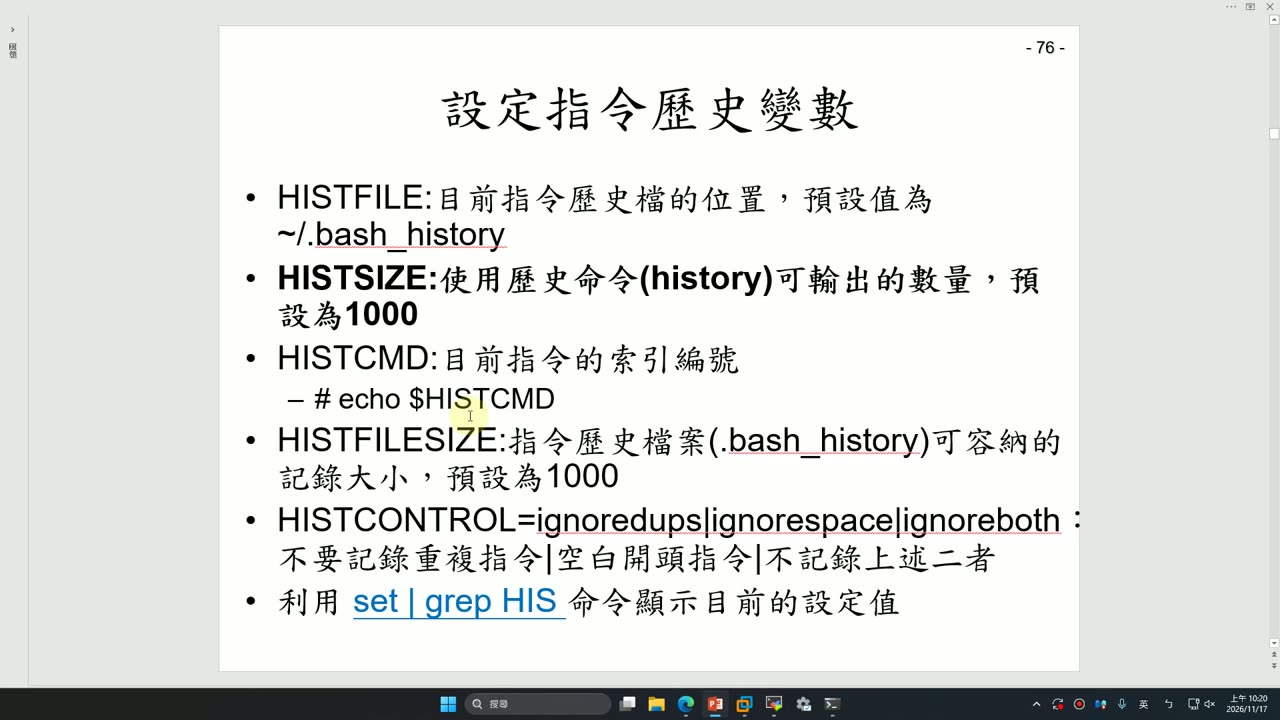 - 76 -
設定指令歷史變數
• HISTFILE:目前指令歷史檔的位置，預設值為
~/.bash_history
• HISTSIZE:使用歷史命令(history)可輸出的數量，預
設為1000
• HISTCMD:目前指令的索引編號
– # echo $HISTCMD
• HISTFILESIZE:指令歷史檔案(.bash_history)可容納的
記錄大小，預設為1000
• HISTCONTROL=ignoredups|ignorespace|ignoreboth：
不要記錄重複指令|空白開頭指令|不記錄上述二者
• 利用 set | grep HIS 命令顯示目前的設定值
搜尋
英
ㄅ
上午 10:20
2026/11/17